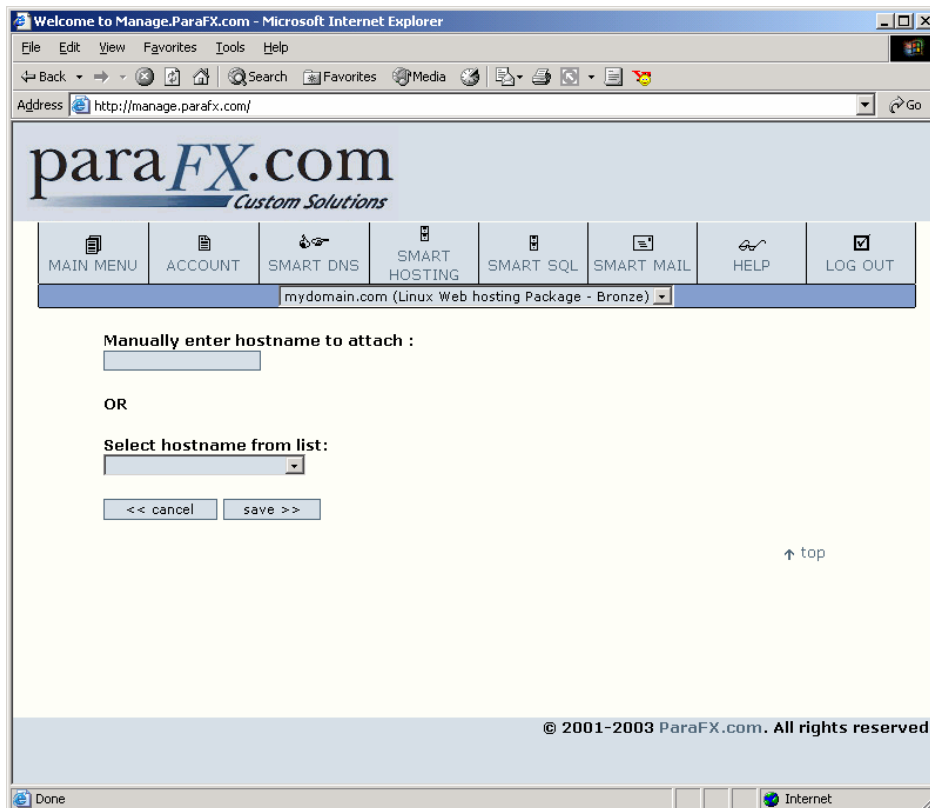 Welcome to Manage.ParaFX.com - Microsoft Internet Explorer
File Edit View Favorites Tools Help
Back Search Favorites Media
Address http://manage.parafx.com/ Go
paraFX.com
Custom Solutions
MAIN MENU ACCOUNT SMART DNS SMART HOSTING SMART SQL SMART MAIL HELP LOG OUT
mydomain.com (Linux Web hosting Package - Bronze)
Manually enter hostname to attach :
OR
Select hostname from list:
<< cancel save >>
↑ top
© 2001-2003 ParaFX.com. All rights reserved
Done Internet